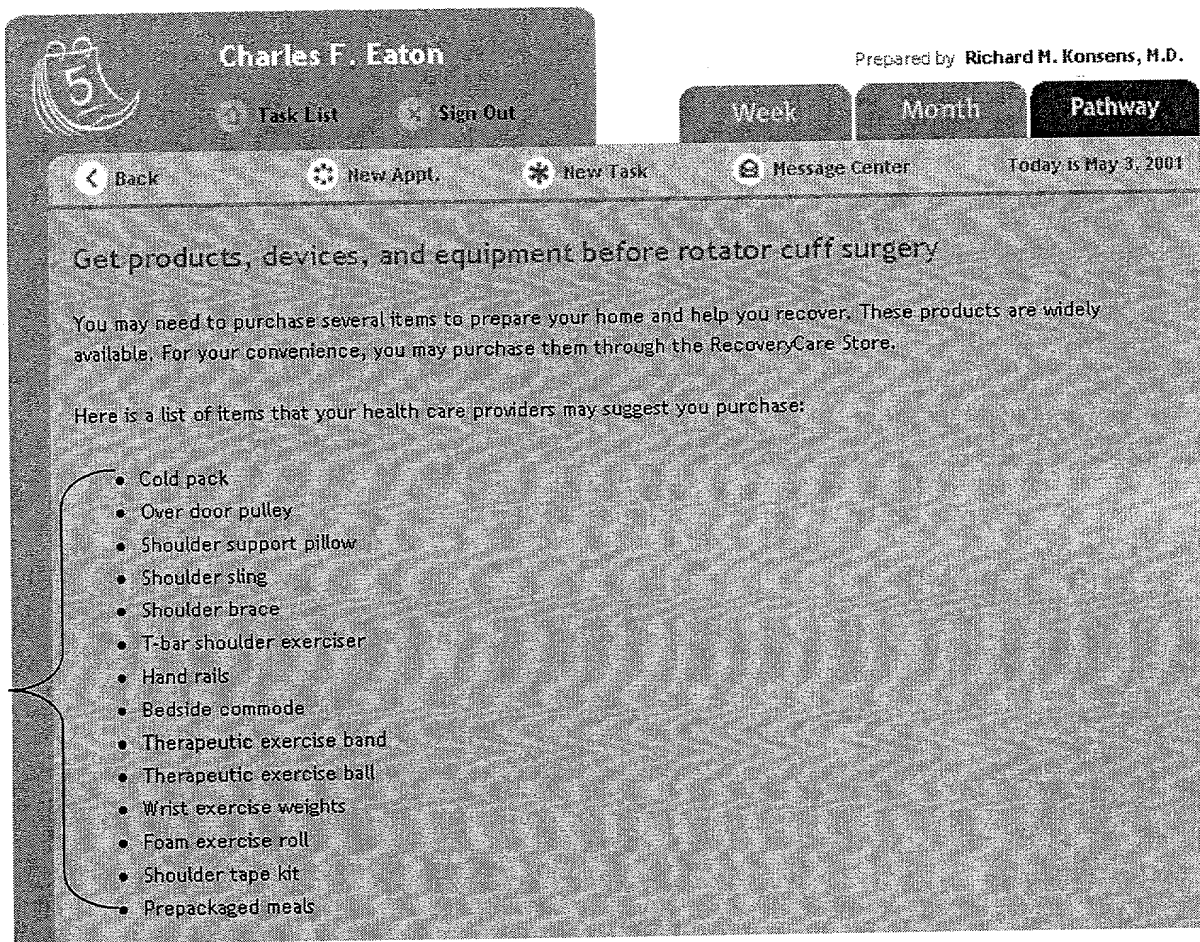 5
Charles F. Eaton
Prepared by Richard M. Konsens, M.D.
Task List
Sign Out
Week
Month
Pathway
Back
New Appt.
New Task
Message Center
Today is May 3, 2001
Get products, devices, and equipment before rotator cuff surgery
You may need to purchase several items to prepare your home and help you recover. These products are widely
available. For your convenience, you may purchase them through the RecoveryCare Store.
Here is a list of items that your health care providers may suggest you purchase:
• Cold pack
• Over door pulley
• Shoulder support pillow
• Shoulder sling
• Shoulder brace
• T-bar shoulder exerciser
• Hand rails
• Bedside commode
• Therapeutic exercise band
• Therapeutic exercise ball
• Wrist exercise weights
• Foam exercise roll
• Shoulder tape kit
• Prepackaged meals